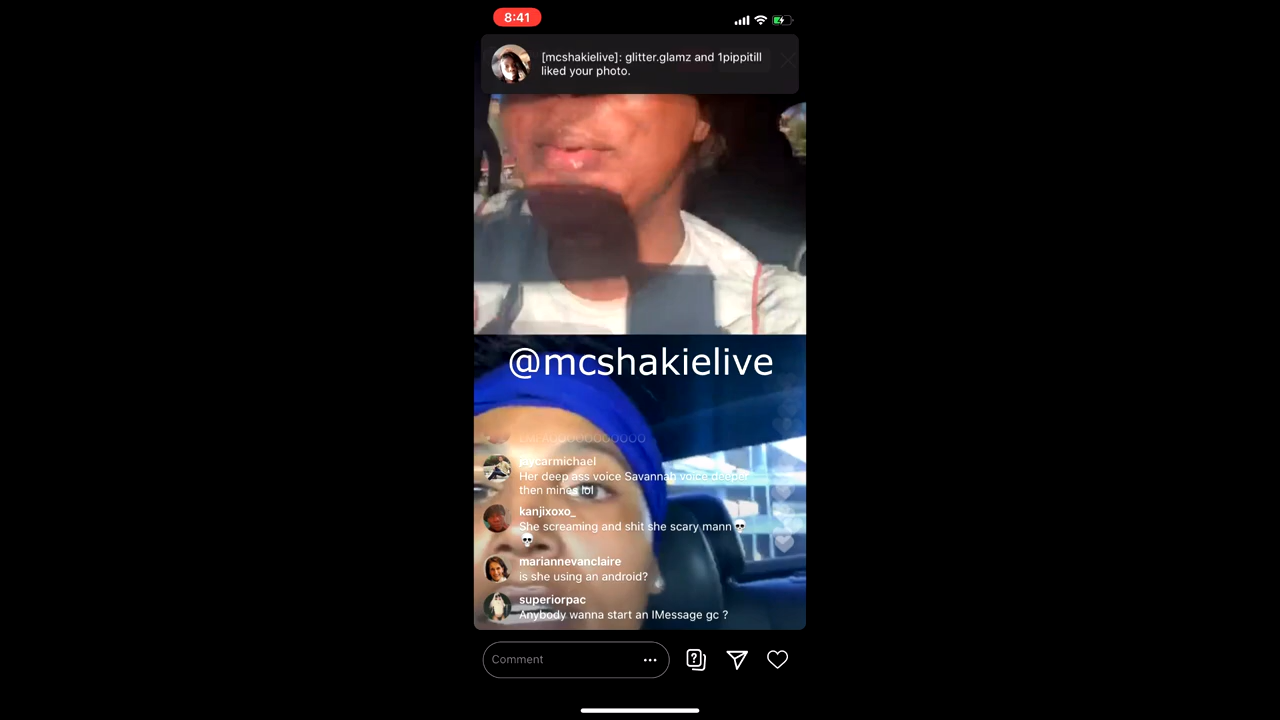 8:41
[mcshakielive]: glitter.glamz and 1pippitill
liked your photo.
@mcshakielive
jaycarmichael
Her deep ass voice Savannah voice deeper
then mines lol
kanjixoxo_
She screaming and shit she scary mann💀
💀
mariannevanclaire
is she using an android?
superiorpac
Anybody wanna start an IMessage gc ?
Comment